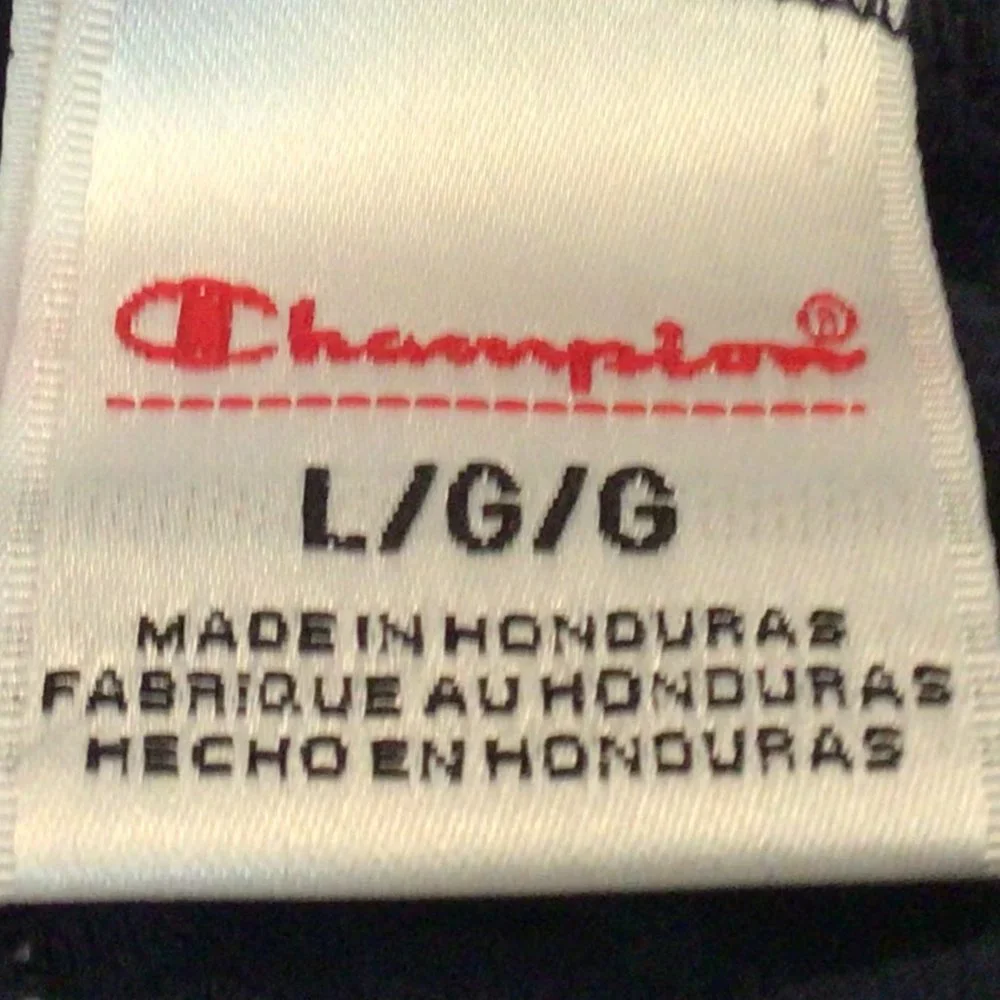 Champion®
L/G/G
MADE IN HONDURAS
FABRIQUE AU HONDURAS
HECHO EN HONDURAS